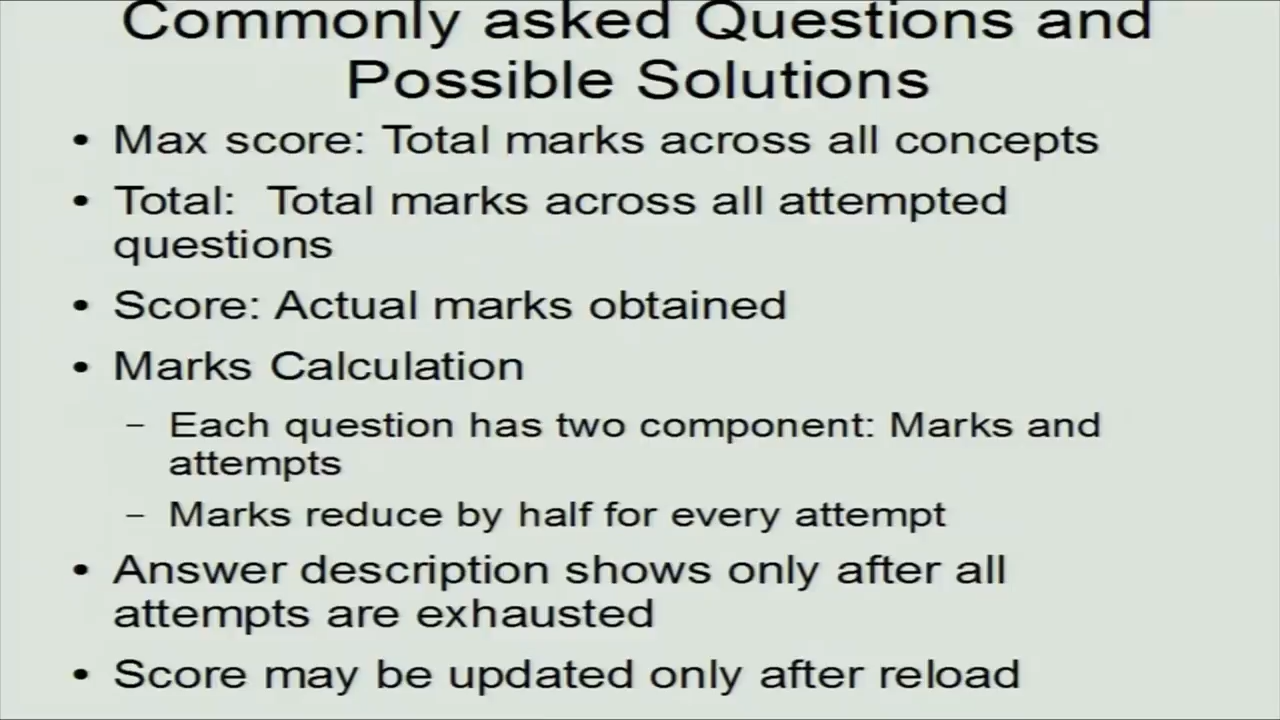 Commonly asked Questions and
Possible Solutions
• Max score: Total marks across all concepts
• Total: Total marks across all attempted
questions
• Score: Actual marks obtained
• Marks Calculation
– Each question has two component: Marks and
attempts
– Marks reduce by half for every attempt
• Answer description shows only after all
attempts are exhausted
• Score may be updated only after reload